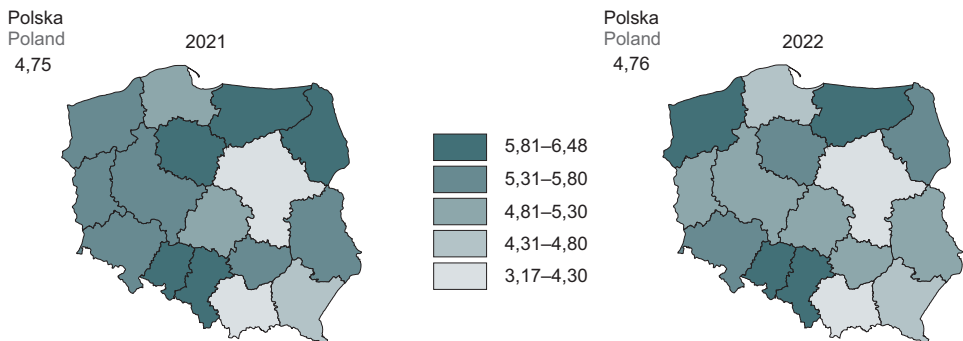 Polska
Poland
4,75
2021
Polska
Poland
4,76
2022
5,81–6,48
5,31–5,80
4,81–5,30
4,31–4,80
3,17–4,30